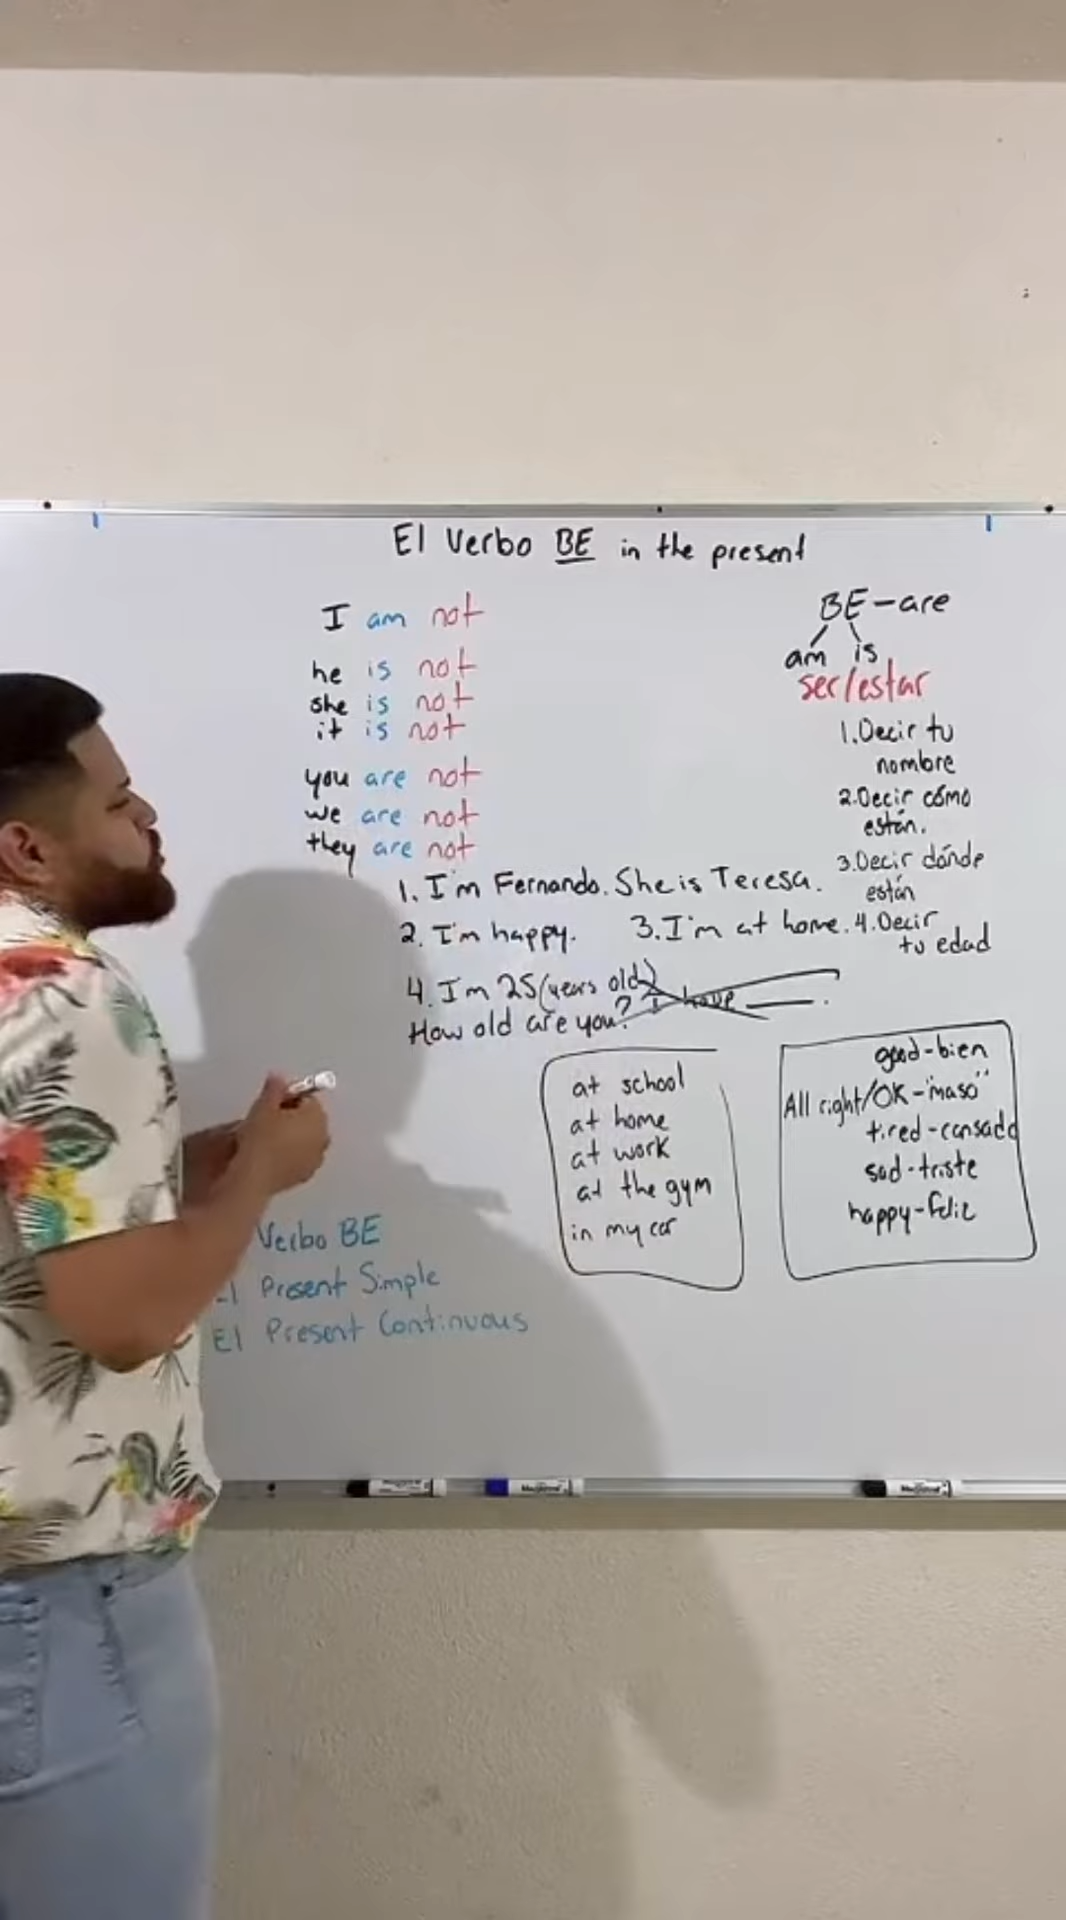 El Verbo BE in the present
I am not
he is not
she is not
it is not
you are not
we are not
they are not
BE - are
am is
ser/estar
1. Decir tu
nombre
2. Decir cómo
están.
3. Decir dónde
están
4. Decir
tu edad
1. I'm Fernando. She is Teresa.
2. I'm happy. 3. I'm at home.
4. I'm 25 (years old)
How old are you? I have ____.
at school
at home
at work
at the gym
in my car
good - bien
All right/OK - "maso"
tired - cansado
sad - triste
happy - feliz
Verbo BE
El Present Simple
El Present Continuous